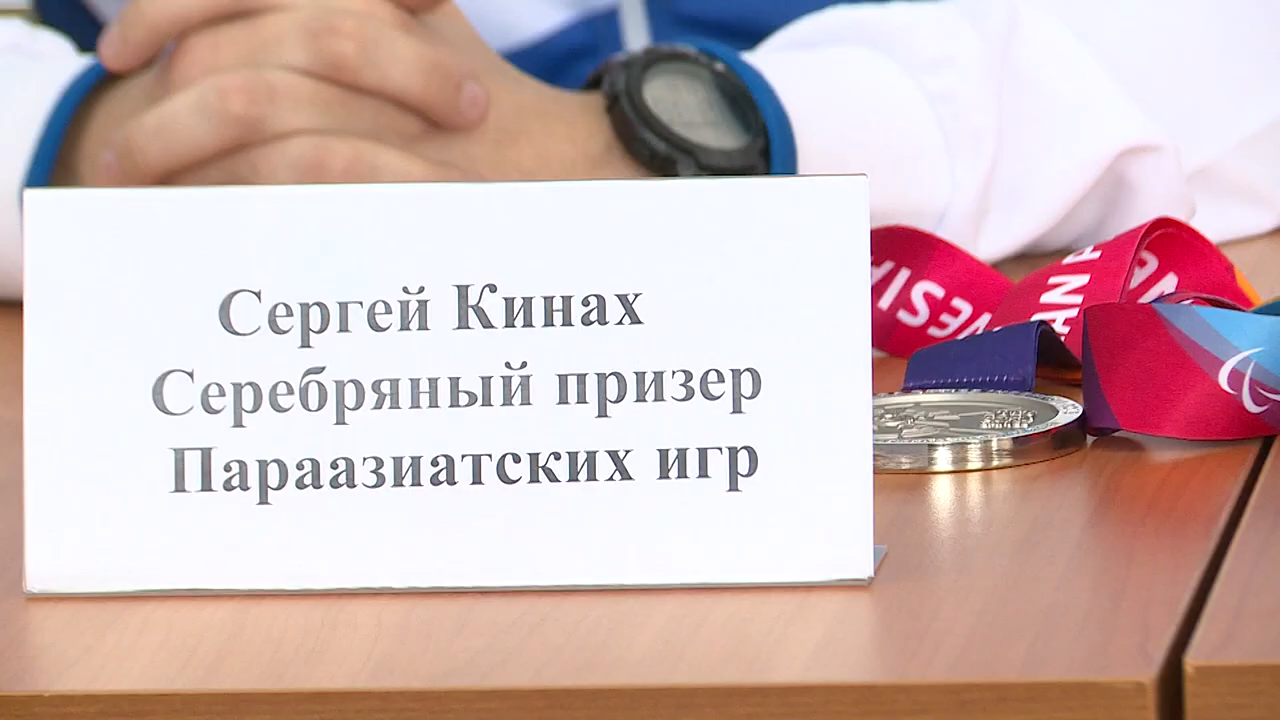 Сергей Кинах
Серебряный призер
Параазиатских игр